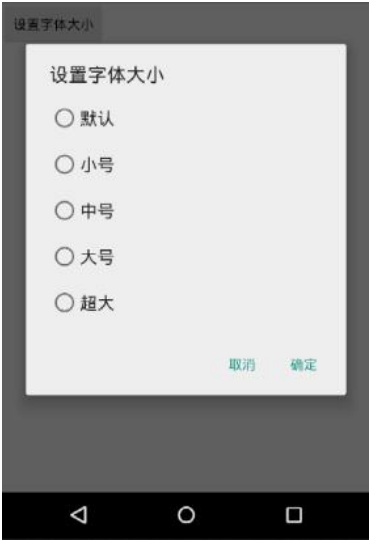 设置字体大小
设置字体大小
默认
小号
中号
大号
超大
取消 确定